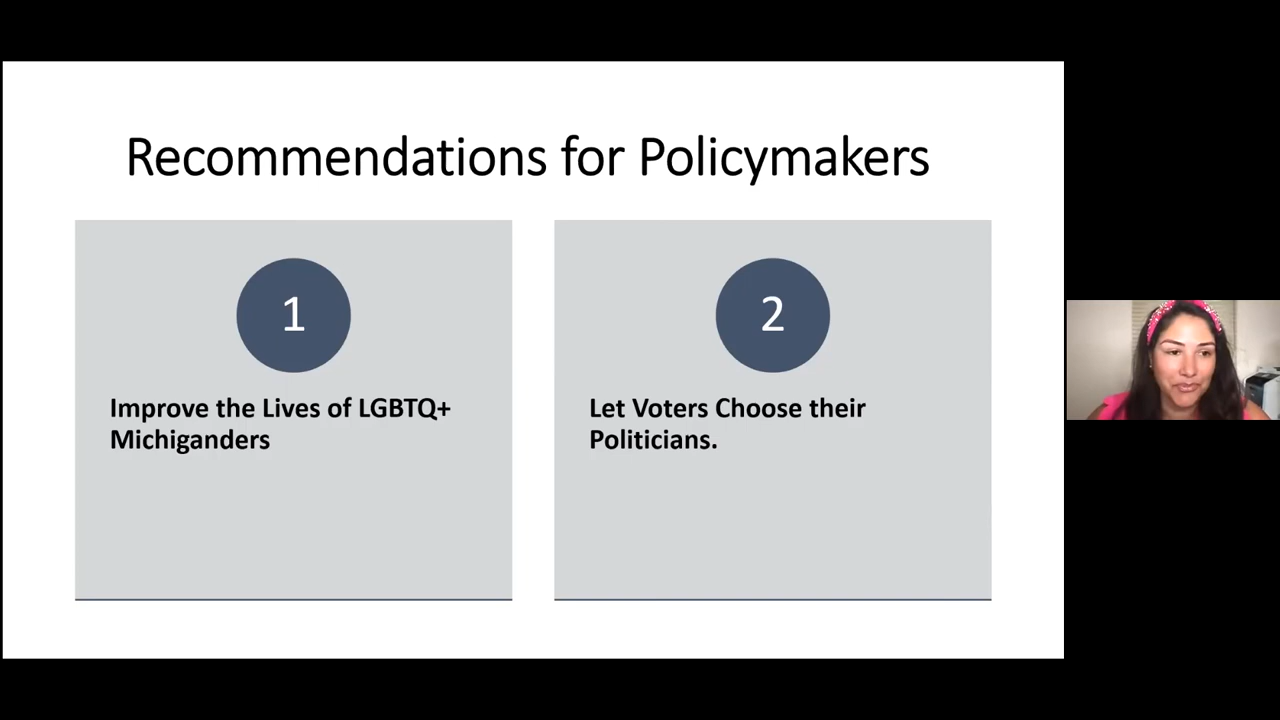 Recommendations for Policymakers
1
Improve the Lives of LGBTQ+
Michiganders
2
Let Voters Choose their
Politicians.